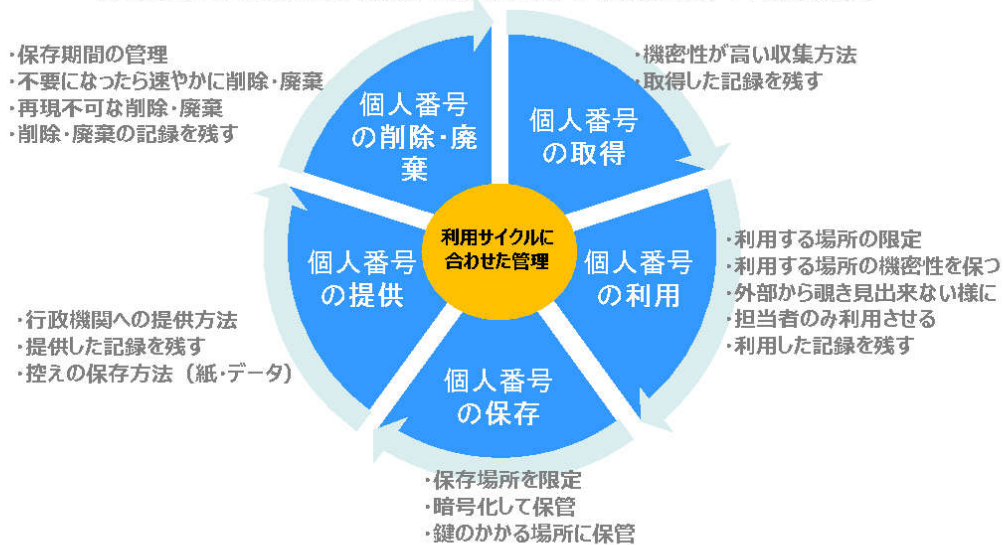 ・保存期間の管理
・不要になったら速やかに削除・廃棄
・再現不可な削除・廃棄
・削除・廃棄の記録を残す
・機密性が高い収集方法
・取得した記録を残す
個人番号
の削除・廃
棄
個人番号
の取得
利用サイクルに
合わせた管理
個人番号
の提供
個人番号
の利用
・利用する場所の限定
・利用する場所の機密性を保つ
・外部から覗き見出来ない様に
・担当者のみ利用させる
・利用した記録を残す
・行政機関への提供方法
・提供した記録を残す
・控えの保存方法（紙・データ）
個人番号
の保存
・保存場所を限定
・暗号化して保管
・鍵のかかる場所に保管